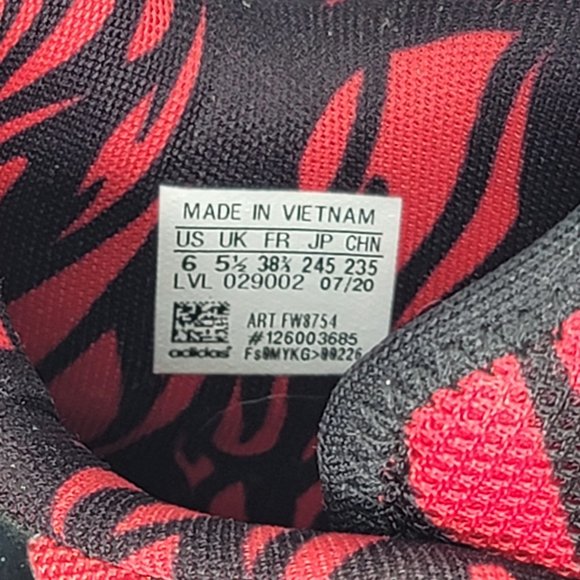 MADE IN VIETNAM
US UK FR JP CHN
6 5½ 38⅔ 245 235
LVL 029002 07/20
ART FW8754
#126003685
adidas